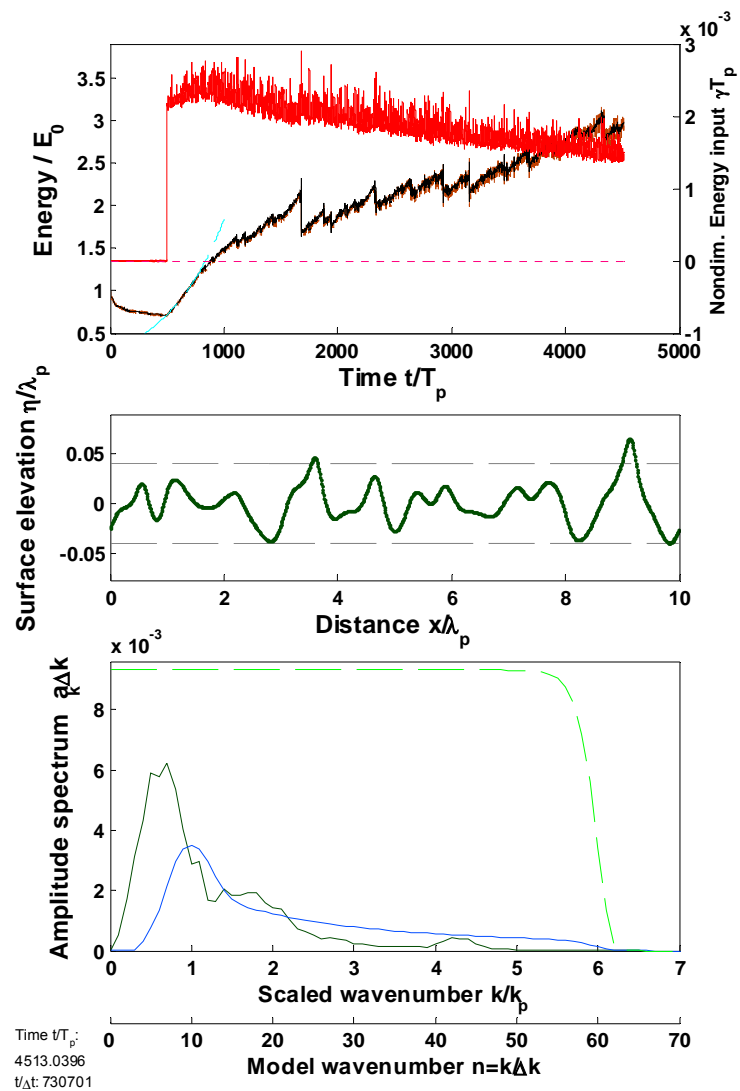 x 10⁻³
3
3.5
3
2.5
2
1.5
1
0.5
2
1
0
-1
Energy / E₀
Nondim. Energy input γTₚ
0 1000 2000 3000 4000 5000
Time t/Tₚ
0.05
0
-0.05
Surface elevation η/λₚ
0 2 4 6 8 10
Distance x/λₚ
x 10⁻³
8
6
4
2
0
Amplitude spectrum aₖΔk
0 1 2 3 4 5 6 7
Scaled wavenumber k/kₚ
0 10 20 30 40 50 60 70
Model wavenumber n=k/Δk
Time t/Tₚ:
4513.0396
t/Δt: 730701